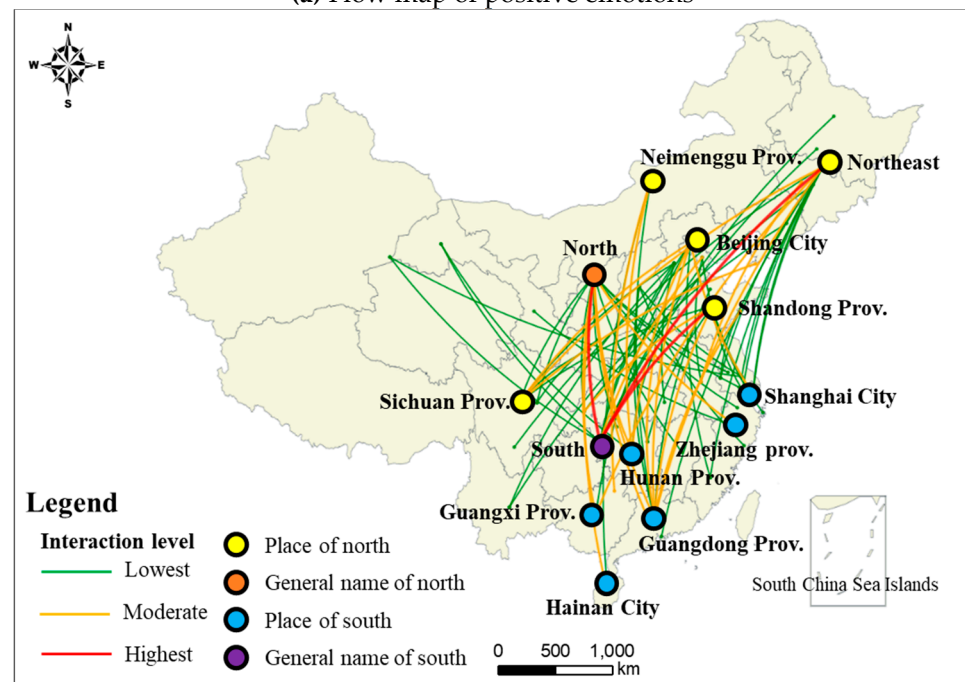 (a) Flow map of positive emotions
N
W
E
S
Neimenggu Prov.
Northeast
Beijing City
North
Shandong Prov.
Sichuan Prov.
Shanghai City
South
Zhejiang prov.
Hunan Prov.
Guangxi Prov.
Guangdong Prov.
Hainan City
South China Sea Islands
Legend
Interaction level
Lowest
Moderate
Highest
Place of north
General name of north
Place of south
General name of south
0 500 1,000
km